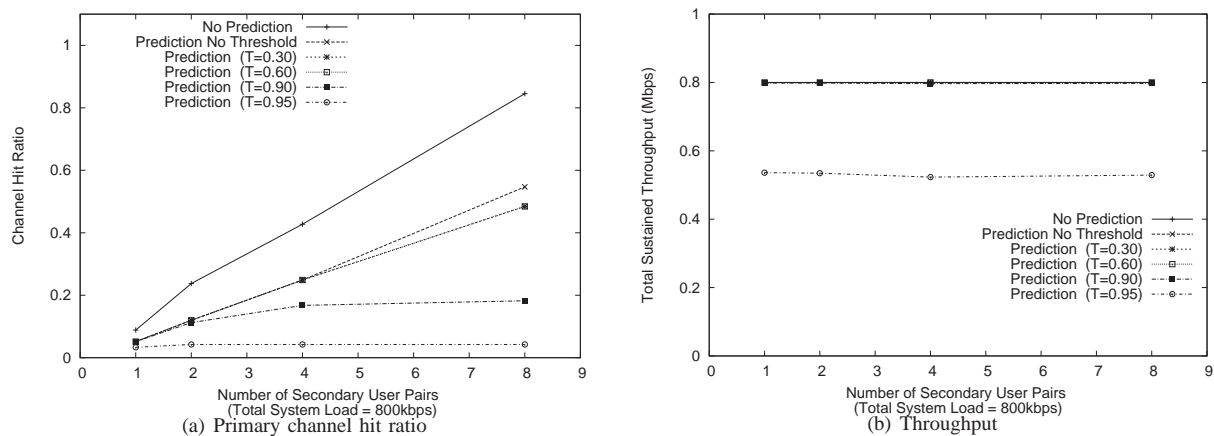 No Prediction
Prediction No Threshold
Prediction (T=0.30)
Prediction (T=0.60)
Prediction (T=0.90)
Prediction (T=0.95)
1
0.8
0.6
0.4
0.2
0
Channel Hit Ratio
0 1 2 3 4 5 6 7 8 9
Number of Secondary User Pairs
(Total System Load = 800kbps)
(a) Primary channel hit ratio
1
0.8
0.6
0.4
0.2
0
Total Sustained Throughput (Mbps)
No Prediction
Prediction No Threshold
Prediction (T=0.30)
Prediction (T=0.60)
Prediction (T=0.90)
Prediction (T=0.95)
0 1 2 3 4 5 6 7 8 9
Number of Secondary User Pairs
(Total System Load = 800kbps)
(b) Throughput